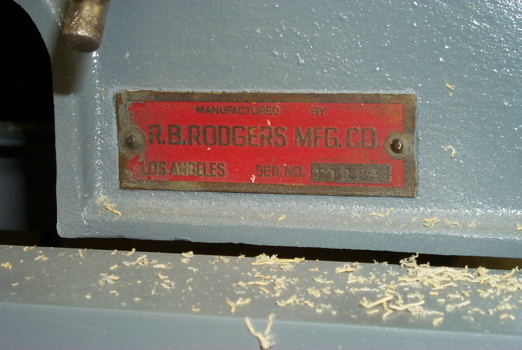 MANUFACTURED BY
R.B.RODGERS MFG. CO.
LOS ANGELES SER. NO.